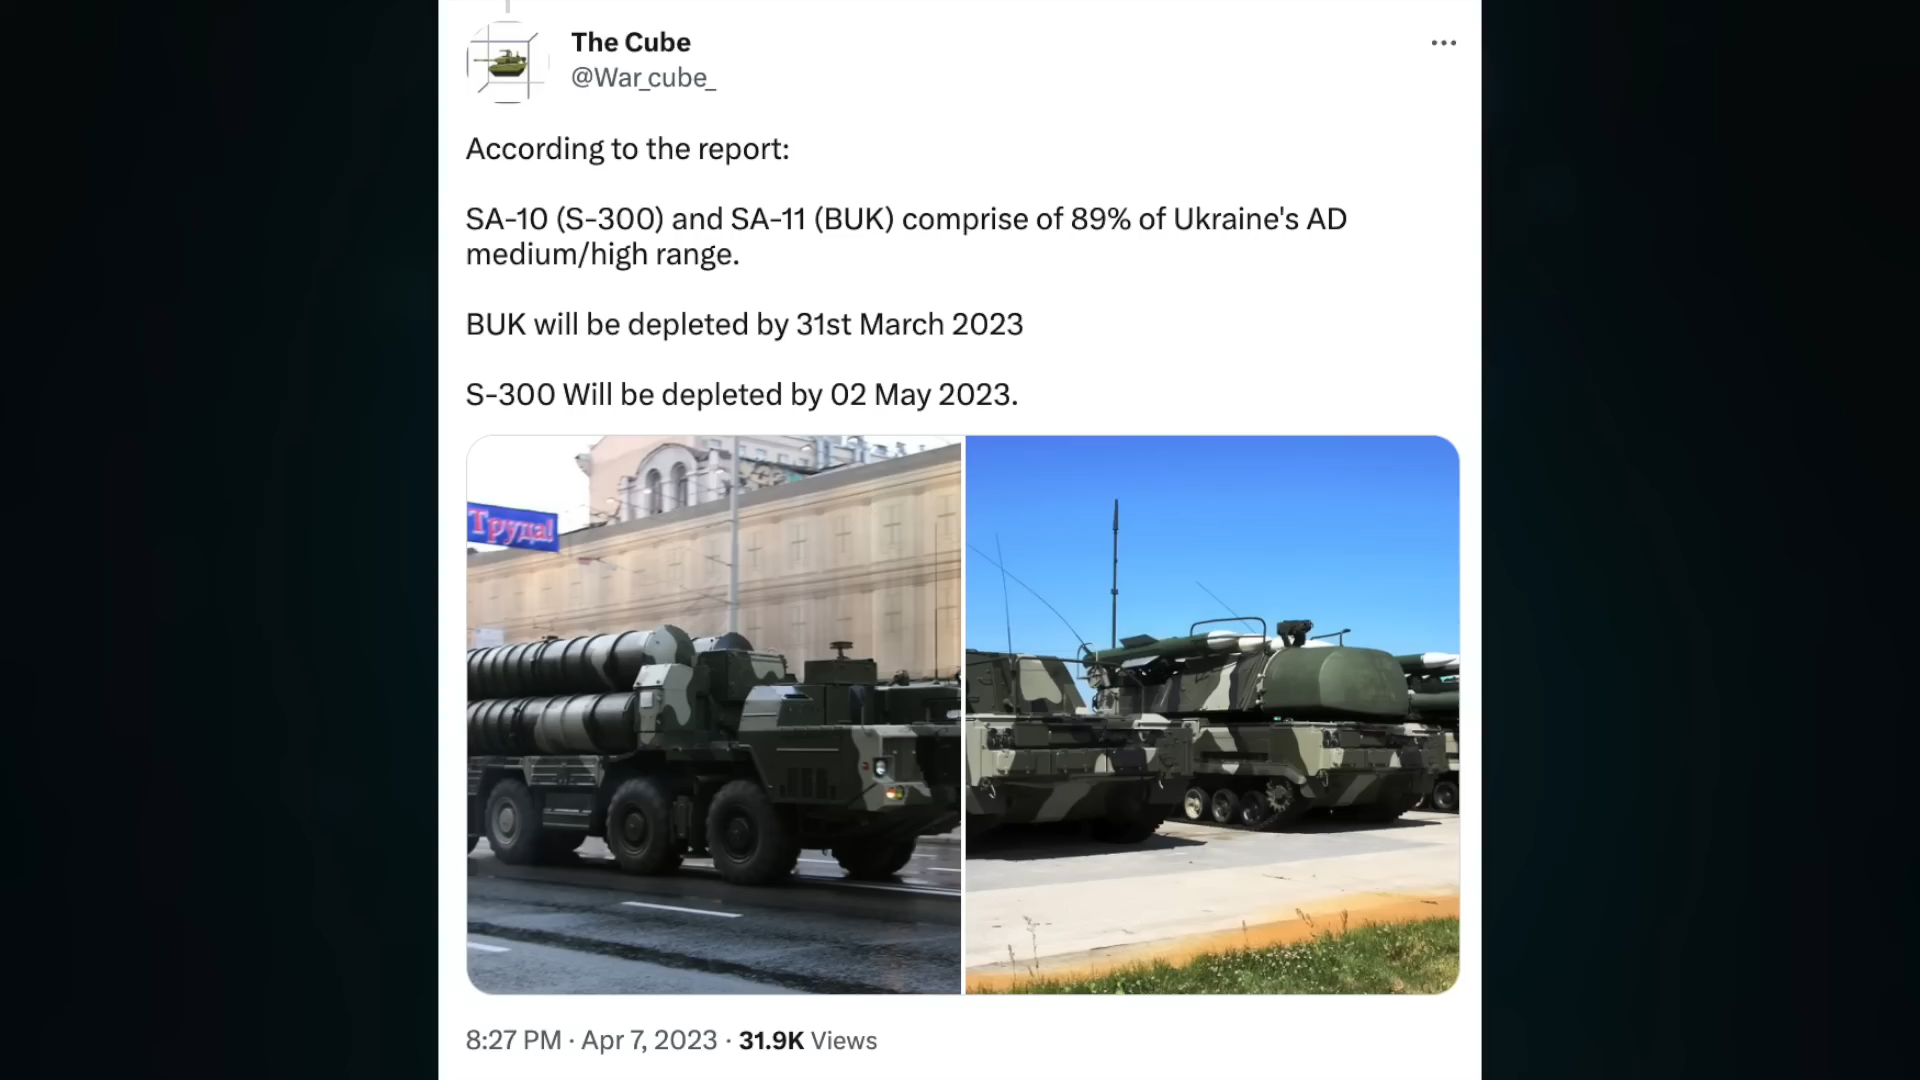 The Cube
@War_cube_
According to the report:
SA-10 (S-300) and SA-11 (BUK) comprise of 89% of Ukraine's AD
medium/high range.
BUK will be depleted by 31st March 2023
S-300 Will be depleted by 02 May 2023.
Труда!
8:27 PM · Apr 7, 2023 · 31.9K Views